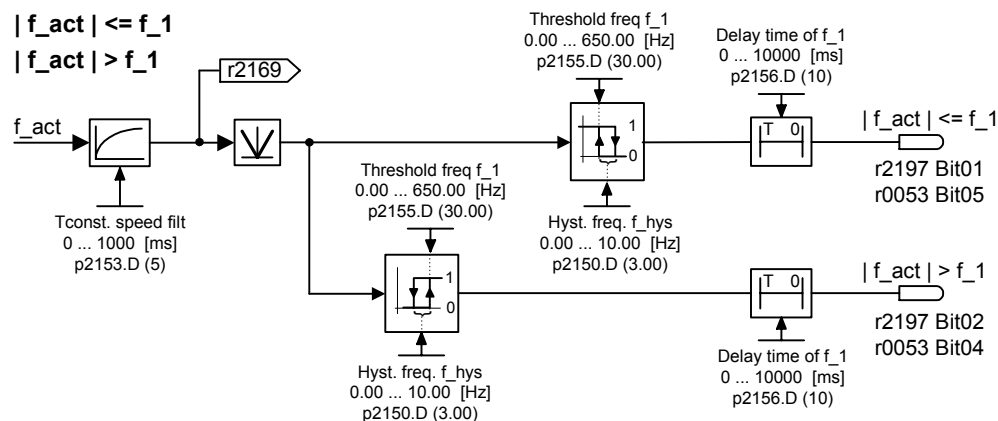 | f_act | <= f_1
| f_act | > f_1
r2169
f_act
Tconst. speed filt
0 ... 1000 [ms]
p2153.D (5)
Threshold freq f_1
0.00 ... 650.00 [Hz]
p2155.D (30.00)
1
0
Hyst. freq. f_hys
0.00 ... 10.00 [Hz]
p2150.D (3.00)
Delay time of f_1
0 ... 10000 [ms]
p2156.D (10)
T 0
| f_act | <= f_1
r2197 Bit01
r0053 Bit05
Threshold freq f_1
0.00 ... 650.00 [Hz]
p2155.D (30.00)
1
0
Hyst. freq. f_hys
0.00 ... 10.00 [Hz]
p2150.D (3.00)
T 0
Delay time of f_1
0 ... 10000 [ms]
p2156.D (10)
| f_act | > f_1
r2197 Bit02
r0053 Bit04